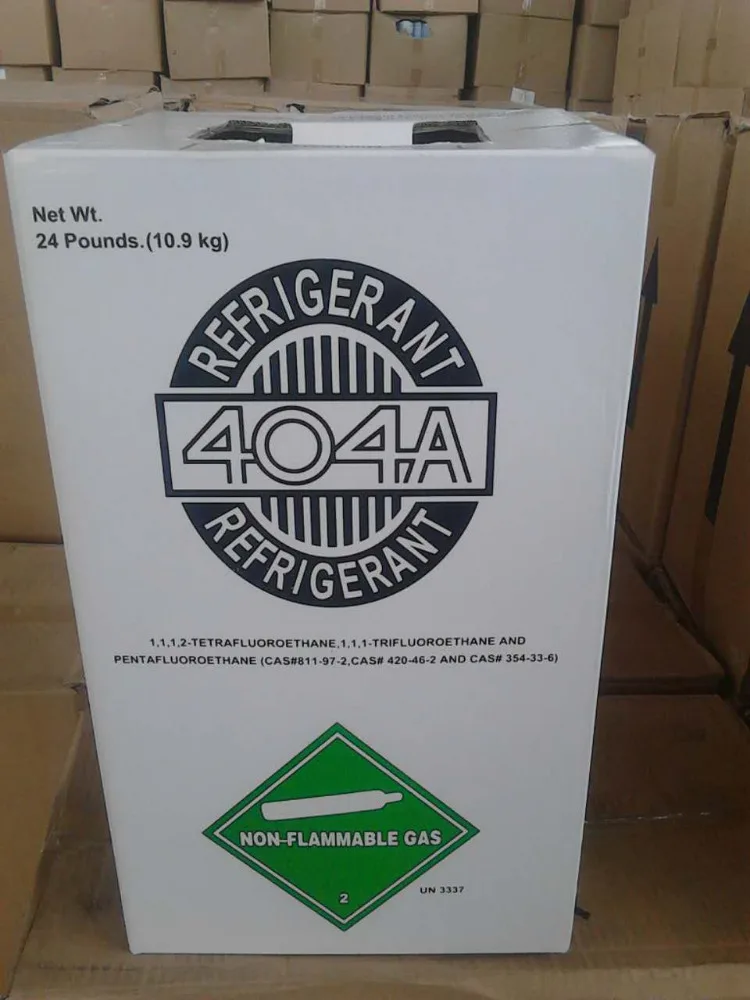 Net Wt.
24 Pounds.(10.9 kg)
REFRIGERANT
404A
REFRIGERANT
1,1,1,2-TETRAFLUOROETHANE,1,1,1-TRIFLUOROETHANE AND
PENTAFLUOROETHANE (CAS#811-97-2,CAS# 420-46-2 AND CAS# 354-33-6)
NON-FLAMMABLE GAS
2
UN 3337